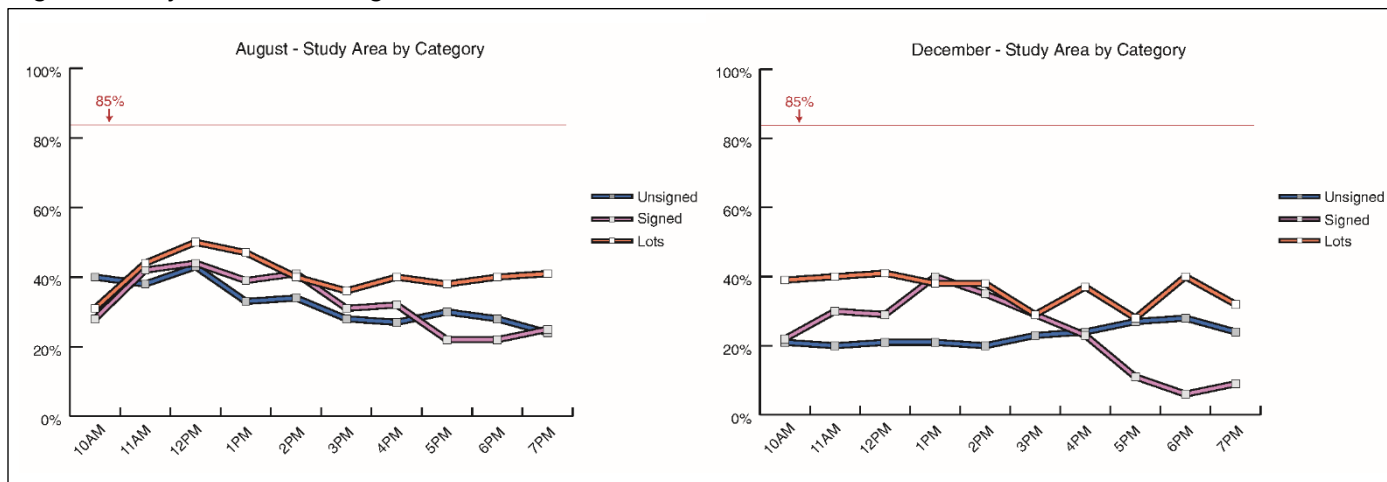 August - Study Area by Category
100%
85%
80%
60%
40%
20%
0%
10AM
11AM
12PM
1PM
2PM
3PM
4PM
5PM
6PM
7PM
Unsigned
Signed
Lots
December - Study Area by Category
100%
85%
80%
60%
40%
20%
0%
10AM
11AM
12PM
1PM
2PM
3PM
4PM
5PM
6PM
7PM
Unsigned
Signed
Lots